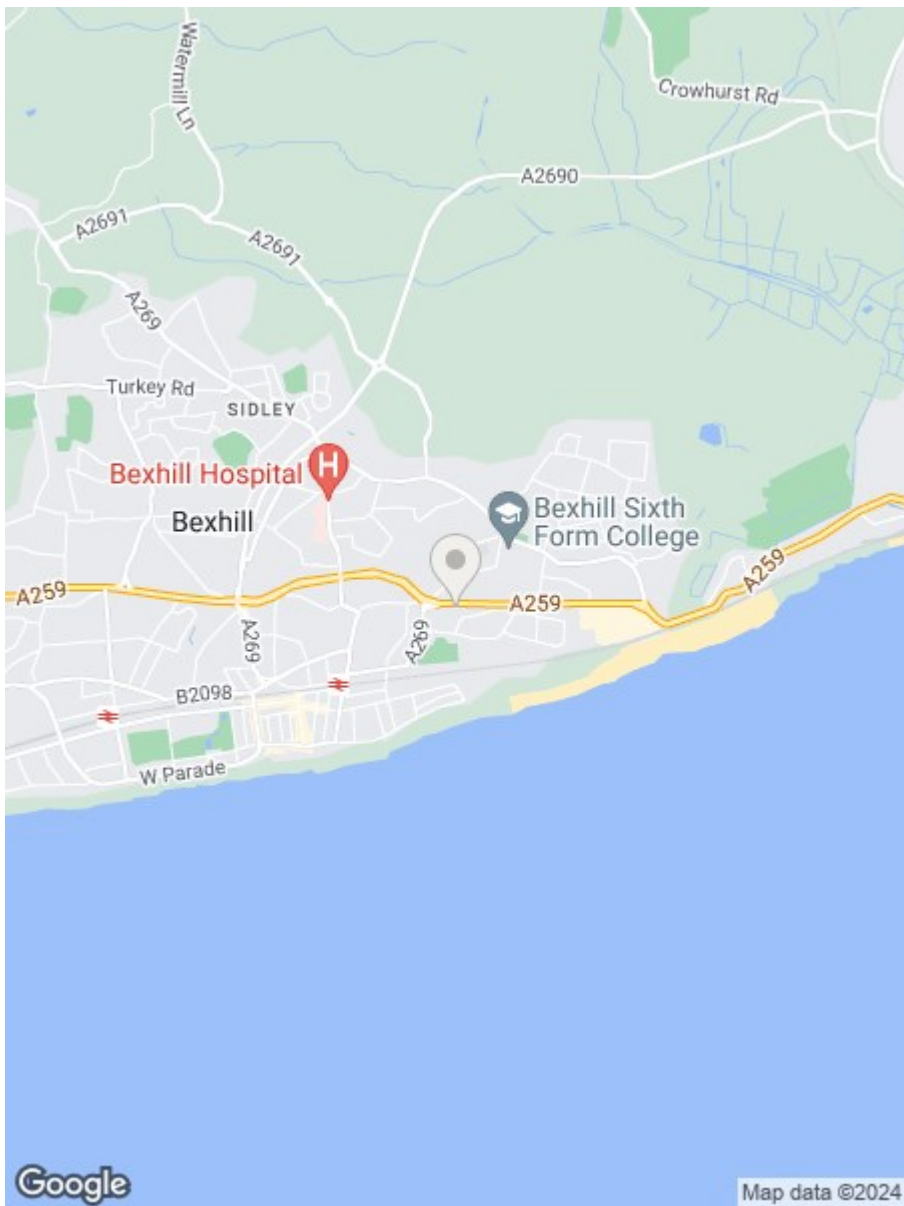 Watermill Ln
Crowhurst Rd
A2690
A2691
A2691
A269
Turkey Rd
SIDLEY
Bexhill Hospital H
Bexhill
Bexhill Sixth
Form College
A259
A259
A259
A269
A269
B2098
W Parade
Google
Map data ©2024